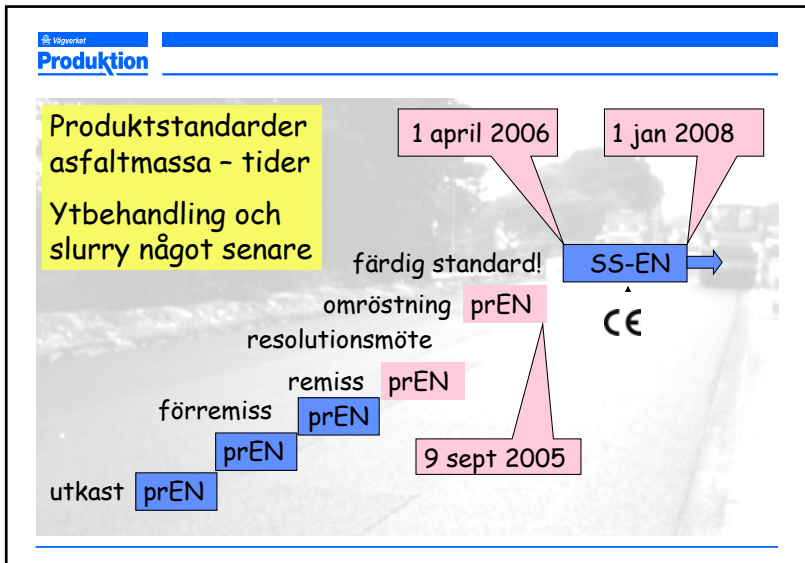 Vägverket
Produktion
Produktstandarder
asfaltmassa – tider
Ytbehandling och
slurry något senare
1 april 2006
1 jan 2008
färdig standard!
SS-EN
omröstning
prEN
CE
resolutionsmöte
remiss
prEN
förremiss
prEN
prEN
9 sept 2005
utkast
prEN